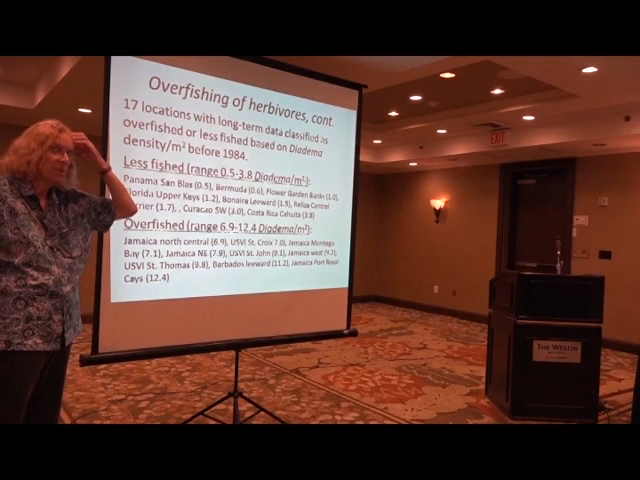 Overfishing of herbivores, cont.
17 locations with long-term data classified as
overfished or less fished based on Diadema
density/m² before 1984.
Less fished (range 0.5-3.8 Diadema/m²):
Panama San Blas (0.5), Bermuda (0.6), Flower Garden Banks (1.0),
Florida Upper Keys (1.2), Bonaire Leeward (1.5), Belize Central
Barrier (1.7), , Curacao SW (3.0), Costa Rica Cahuita (3.8)
Overfished (range 6.9-12.4 Diadema/m²):
Jamaica north central (6.9), USVI St. Croix 7.0), Jamaica Montego
Bay (7.1), Jamaica NE (7.9), USVI St. John (9.1), Jamaica west (9.2),
USVI St. Thomas (9.8), Barbados leeward (11.2), Jamaica Port Royal
Cays (12.4)
EXIT
THE WESTIN